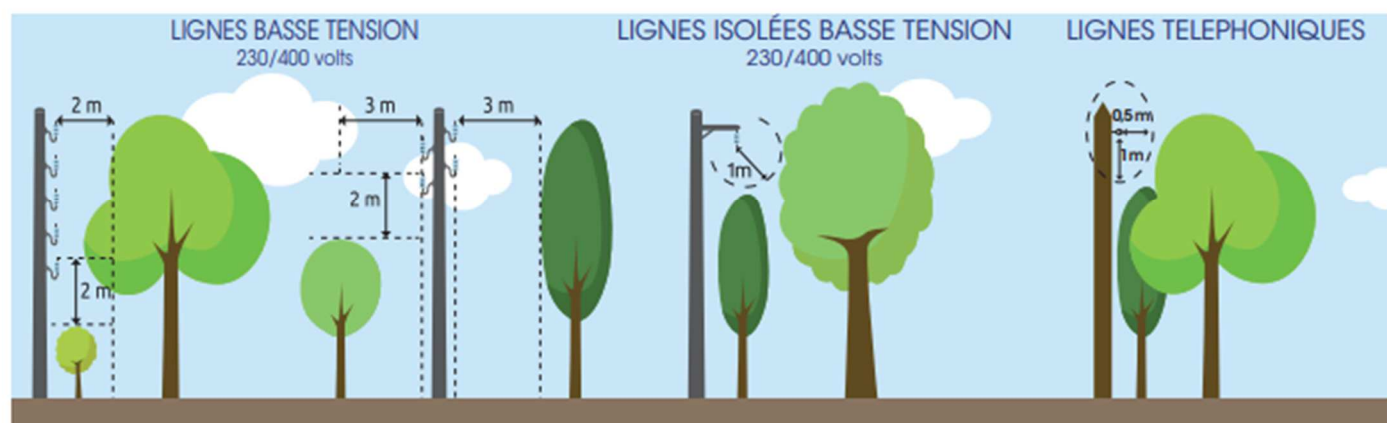 LIGNES BASSE TENSION
230/400 volts
LIGNES ISOLÉES BASSE TENSION
230/400 volts
LIGNES TELEPHONIQUES
2 m
3 m
3 m
2 m
2 m
1m
0,5m
1m